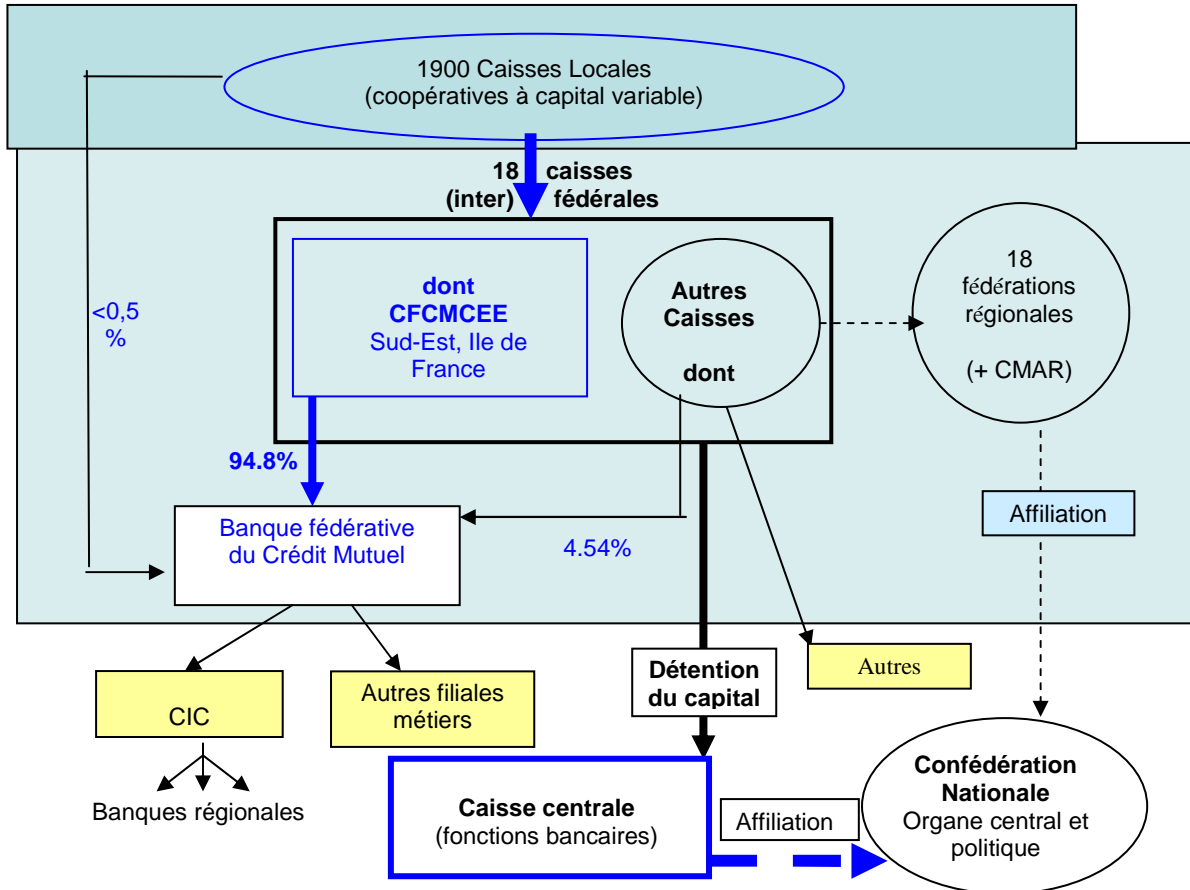 1900 Caisses Locales
(coopératives à capital variable)
18 caisses
(inter) fédérales
dont
CFCMCEE
Sud-Est, Ile de
France
Autres
Caisses
dont
18
fédérations
régionales
(+ CMAR)
<0,5
%
94.8%
Banque fédérative
du Crédit Mutuel
4.54%
Affiliation
CIC
Autres filiales
métiers
Détention
du capital
Autres
Banques régionales
Caisse centrale
(fonctions bancaires)
Affiliation
Confédération
Nationale
Organe central et
politique